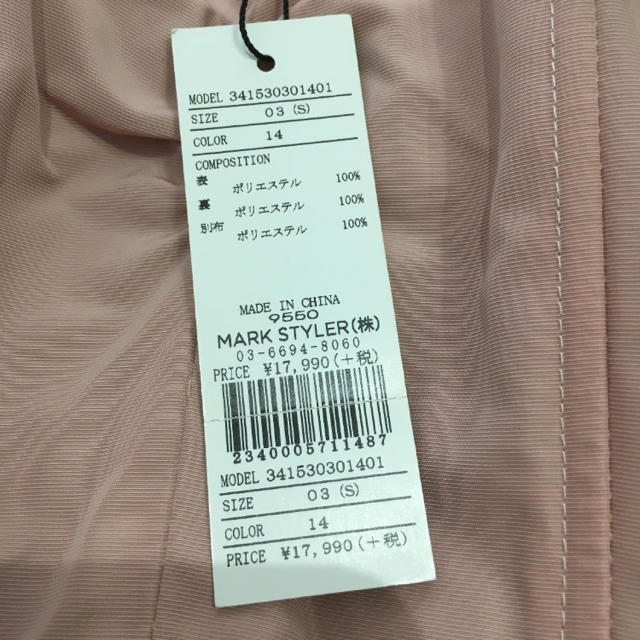 MODEL 341530301401
SIZE 03 (S)
COLOR 14
COMPOSITION
表 ポリエステル 100%
裏 ポリエステル 100%
別布 ポリエステル 100%
MADE IN CHINA
9550
MARK STYLER(株)
03-6694-8060
PRICE ¥17,990(+税)
2340005711487
MODEL 341530301401
SIZE 03 (S)
COLOR 14
PRICE ¥17,990(+税)